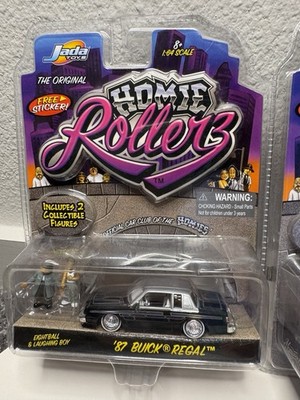 Jada
TOYS
8+
1:64 SCALE
THE ORIGINAL
FREE
STICKER!
HOMIE
Rollerz
TM
WARNING:
CHOKING HAZARD - Small Parts
Not for children under 3 years
INCLUDES 2
COLLECTIBLE
FIGURES
OFFICIAL CAR CLUB OF THE HOMIES
EIGHTBALL
& LAUGHING BOY
'87 BUICK® REGAL™